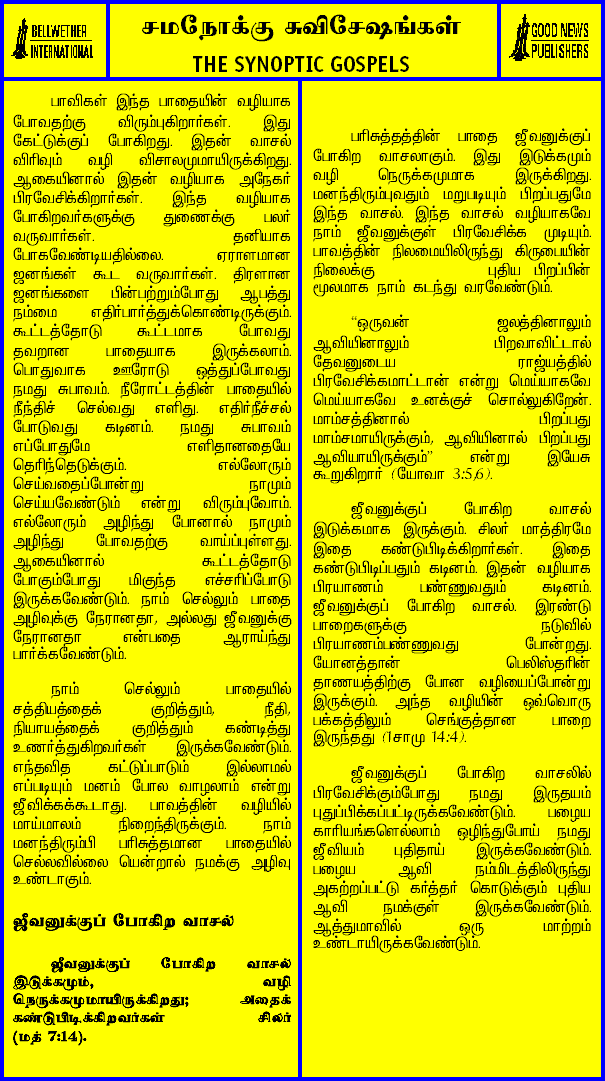 BELLWETHER
INTERNATIONAL
சமநோக்கு சுவிசேஷங்கள்
THE SYNOPTIC GOSPELS
GOOD NEWS
PUBLISHERS
பாவிகள் இந்த பாதையின் வழியாக
போவதற்கு விரும்புகிறார்கள். இது
கேட்டுக்குப் போகிறது. இதன் வாசல்
விரிவும் வழி விசாலமுமாயிருக்கிறது.
ஆகையினால் இதன் வழியாக அநேகர்
பிரவேசிக்கிறார்கள். இந்த வழியாக
போகிறவர்களுக்கு துணைக்கு பலர்
வருவார்கள். தனியாக
போகவேண்டியதில்லை. ஏராளமான
ஜனங்கள் கூட வருவார்கள். திரளான
ஜனங்களை பின்பற்றும்போது ஆபத்து
நம்மை எதிர்பார்த்துக்கொண்டிருக்கும்.
கூட்டத்தோடு கூட்டமாக போவது
தவறான பாதையாக இருக்கலாம்.
பொதுவாக ஊரோடு ஒத்துப்போவது
நமது சுபாவம். நீரோட்டத்தின் பாதையில்
நீந்திச் செல்வது எளிது. எதிர்நீச்சல்
போடுவது கடினம். நமது சுபாவம்
எப்போதுமே எளிதானதையே
தெரிந்தெடுக்கும். எல்லோரும்
செய்வதைப்போன்று நாமும்
செய்யவேண்டும் என்று விரும்புவோம்.
எல்லோரும் அழிந்து போனால் நாமும்
அழிந்து போவதற்கு வாய்ப்புள்ளது.
ஆகையினால் கூட்டத்தோடு
போகும்போது மிகுந்த எச்சரிப்போடு
இருக்கவேண்டும். நாம் செல்லும் பாதை
அழிவுக்கு நேரானதா, அல்லது ஜீவனுக்கு
நேரானதா என்பதை ஆராய்ந்து
பார்க்கவேண்டும்.
நாம் செல்லும் பாதையில்
சத்தியத்தைக் குறித்தும், நீதி,
நியாயத்தைக் குறித்தும் கண்டித்து
உணர்த்துகிறவர்கள் இருக்கவேண்டும்.
எந்தவித கட்டுப்பாடும் இல்லாமல்
எப்படியும் மனம் போல வாழலாம் என்று
ஜீவிக்கக்கூடாது. பாவத்தின் வழியில்
மாய்மாலம் நிறைந்திருக்கும். நாம்
மனந்திரும்பி பரிசுத்தமான பாதையில்
செல்லவில்லை யென்றால் நமக்கு அழிவு
உண்டாகும்.
ஜீவனுக்குப் போகிற வாசல்
ஜீவனுக்குப் போகிற வாசல்
இடுக்கமும், வழி
நெருக்கமுமாயிருக்கிறது; அதைக்
கண்டுபிடிக்கிறவர்கள் சிலர்
(மத் 7:14).
பரிசுத்தத்தின் பாதை ஜீவனுக்குப்
போகிற வாசலாகும். இது இடுக்கமும்
வழி நெருக்கமுமாக இருக்கிறது.
மனந்திரும்புவதும் மறுபடியும் பிறப்பதுமே
இந்த வாசல். இந்த வாசல் வழியாகவே
நாம் ஜீவனுக்குள் பிரவேசிக்க முடியும்.
பாவத்தின் நிலமையிலிருந்து கிருபையின்
நிலைக்கு புதிய பிறப்பின்
மூலமாக நாம் கடந்து வரவேண்டும்.
“ஒருவன் ஜலத்தினாலும்
ஆவியினாலும் பிறவாவிட்டால்
தேவனுடைய ராஜ்யத்தில்
பிரவேசிக்கமாட்டான் என்று மெய்யாகவே
மெய்யாகவே உனக்குச் சொல்லுகிறேன்.
மாம்சத்தினால் பிறப்பது
மாம்சமாயிருக்கும், ஆவியினால் பிறப்பது
ஆவியாயிருக்கும்” என்று இயேசு
கூறுகிறார் (யோவா 3:5,6).
ஜீவனுக்குப் போகிற வாசல்
இடுக்கமாக இருக்கும். சிலர் மாத்திரமே
இதை கண்டுபிடிக்கிறார்கள். இதை
கண்டுபிடிப்பதும் கடினம். இதன் வழியாக
பிரயாணம் பண்ணுவதும் கடினம்.
ஜீவனுக்குப் போகிற வாசல். இரண்டு
பாறைகளுக்கு நடுவில்
பிரயாணம்பண்ணுவது போன்றது.
யோனத்தான் பெலிஸ்தரின்
தாணயத்திற்கு போன வழியைப்போன்று
இருக்கும். அந்த வழியின் ஒவ்வொரு
பக்கத்திலும் செங்குத்தான பாறை
இருந்தது (1சாமு 14:4).
ஜீவனுக்குப் போகிற வாசலில்
பிரவேசிக்கும்போது நமது இருதயம்
புதுப்பிக்கப்பட்டிருக்கவேண்டும். பழைய
காரியங்களெல்லாம் ஒழிந்துபோய் நமது
ஜீவியம் புதிதாய் இருக்கவேண்டும்.
பழைய ஆவி நம்மிடத்திலிருந்து
அகற்றப்பட்டு கர்த்தர் கொடுக்கும் புதிய
ஆவி நமக்குள் இருக்கவேண்டும்.
ஆத்துமாவில் ஒரு மாற்றம்
உண்டாயிருக்கவேண்டும்.